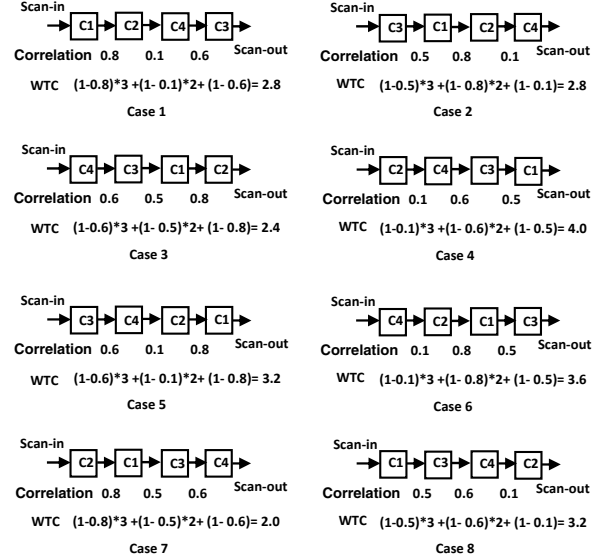 Scan-in
C1 C2 C4 C3
Scan-out
Correlation 0.8 0.1 0.6
WTC (1-0.8)*3 +(1- 0.1)*2+ (1- 0.6)= 2.8
Case 1
Scan-in
C3 C1 C2 C4
Scan-out
Correlation 0.5 0.8 0.1
WTC (1-0.5)*3 +(1- 0.8)*2+ (1- 0.1)= 2.8
Case 2
Scan-in
C4 C3 C1 C2
Scan-out
Correlation 0.6 0.5 0.8
WTC (1-0.6)*3 +(1- 0.5)*2+ (1- 0.8)= 2.4
Case 3
Scan-in
C2 C4 C3 C1
Scan-out
Correlation 0.1 0.6 0.5
WTC (1-0.1)*3 +(1- 0.6)*2+ (1- 0.5)= 4.0
Case 4
Scan-in
C3 C4 C2 C1
Scan-out
Correlation 0.6 0.1 0.8
WTC (1-0.6)*3 +(1- 0.1)*2+ (1- 0.8)= 3.2
Case 5
Scan-in
C4 C2 C1 C3
Scan-out
Correlation 0.1 0.8 0.5
WTC (1-0.1)*3 +(1- 0.8)*2+ (1- 0.5)= 3.6
Case 6
Scan-in
C2 C1 C3 C4
Scan-out
Correlation 0.8 0.5 0.6
WTC (1-0.8)*3 +(1- 0.5)*2+ (1- 0.6)= 2.0
Case 7
Scan-in
C1 C3 C4 C2
Scan-out
Correlation 0.5 0.6 0.1
WTC (1-0.5)*3 +(1- 0.6)*2+ (1- 0.1)= 3.2
Case 8